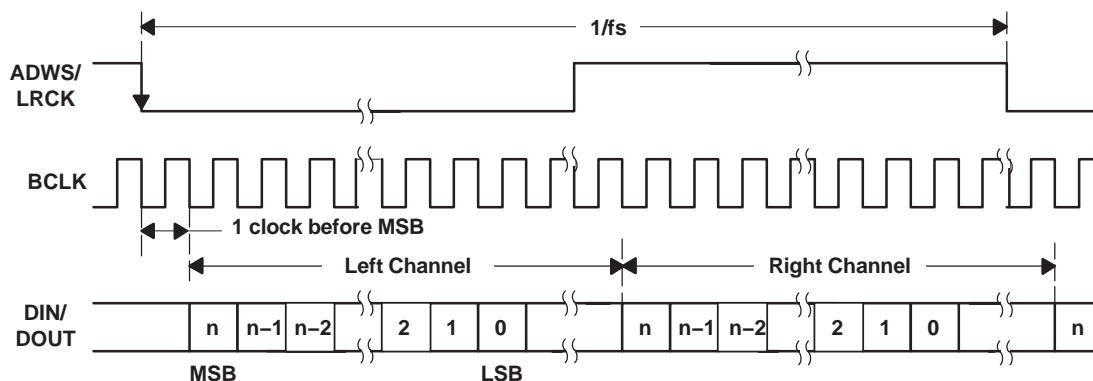 1/fs
ADWS/
LRCK
BCLK
1 clock before MSB
Left Channel
Right Channel
DIN/
DOUT
n n–1 n–2 2 1 0 n n–1 n–2 2 1 0 n
MSB LSB